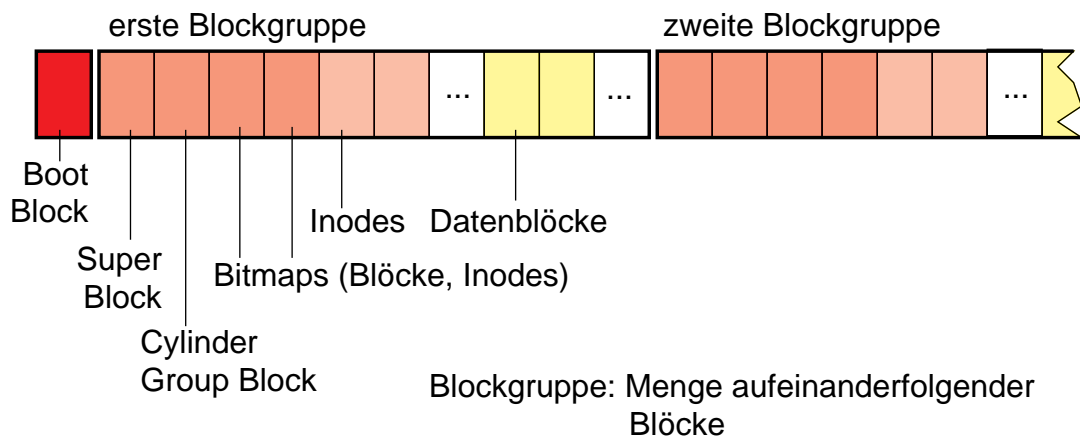 erste Blockgruppe
zweite Blockgruppe
...
...
...
Boot
Block
Inodes
Datenblöcke
Super
Block
Bitmaps (Blöcke, Inodes)
Cylinder
Group Block
Blockgruppe: Menge aufeinanderfolgender
Blöcke